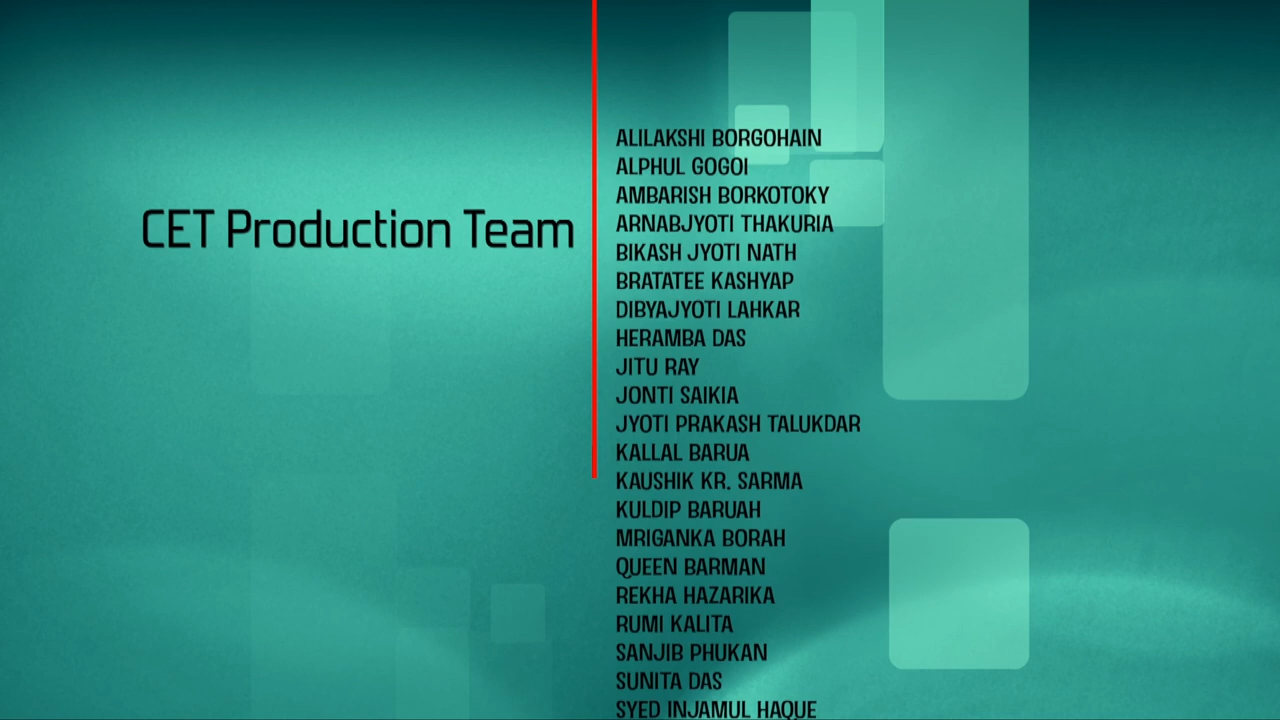 CET Production Team
ALILAKSHI BORGOHAIN
ALPHUL GOGOI
AMBARISH BORKOTOKY
ARNABJYOTI THAKURIA
BIKASH JYOTI NATH
BRATATEE KASHYAP
DIBYAJYOTI LAHKAR
HERAMBA DAS
JITU RAY
JONTI SAIKIA
JYOTI PRAKASH TALUKDAR
KALLAL BARUA
KAUSHIK KR. SARMA
KULDIP BARUAH
MRIGANKA BORAH
QUEEN BARMAN
REKHA HAZARIKA
RUMI KALITA
SANJIB PHUKAN
SUNITA DAS
SYED INJAMUL HAQUE